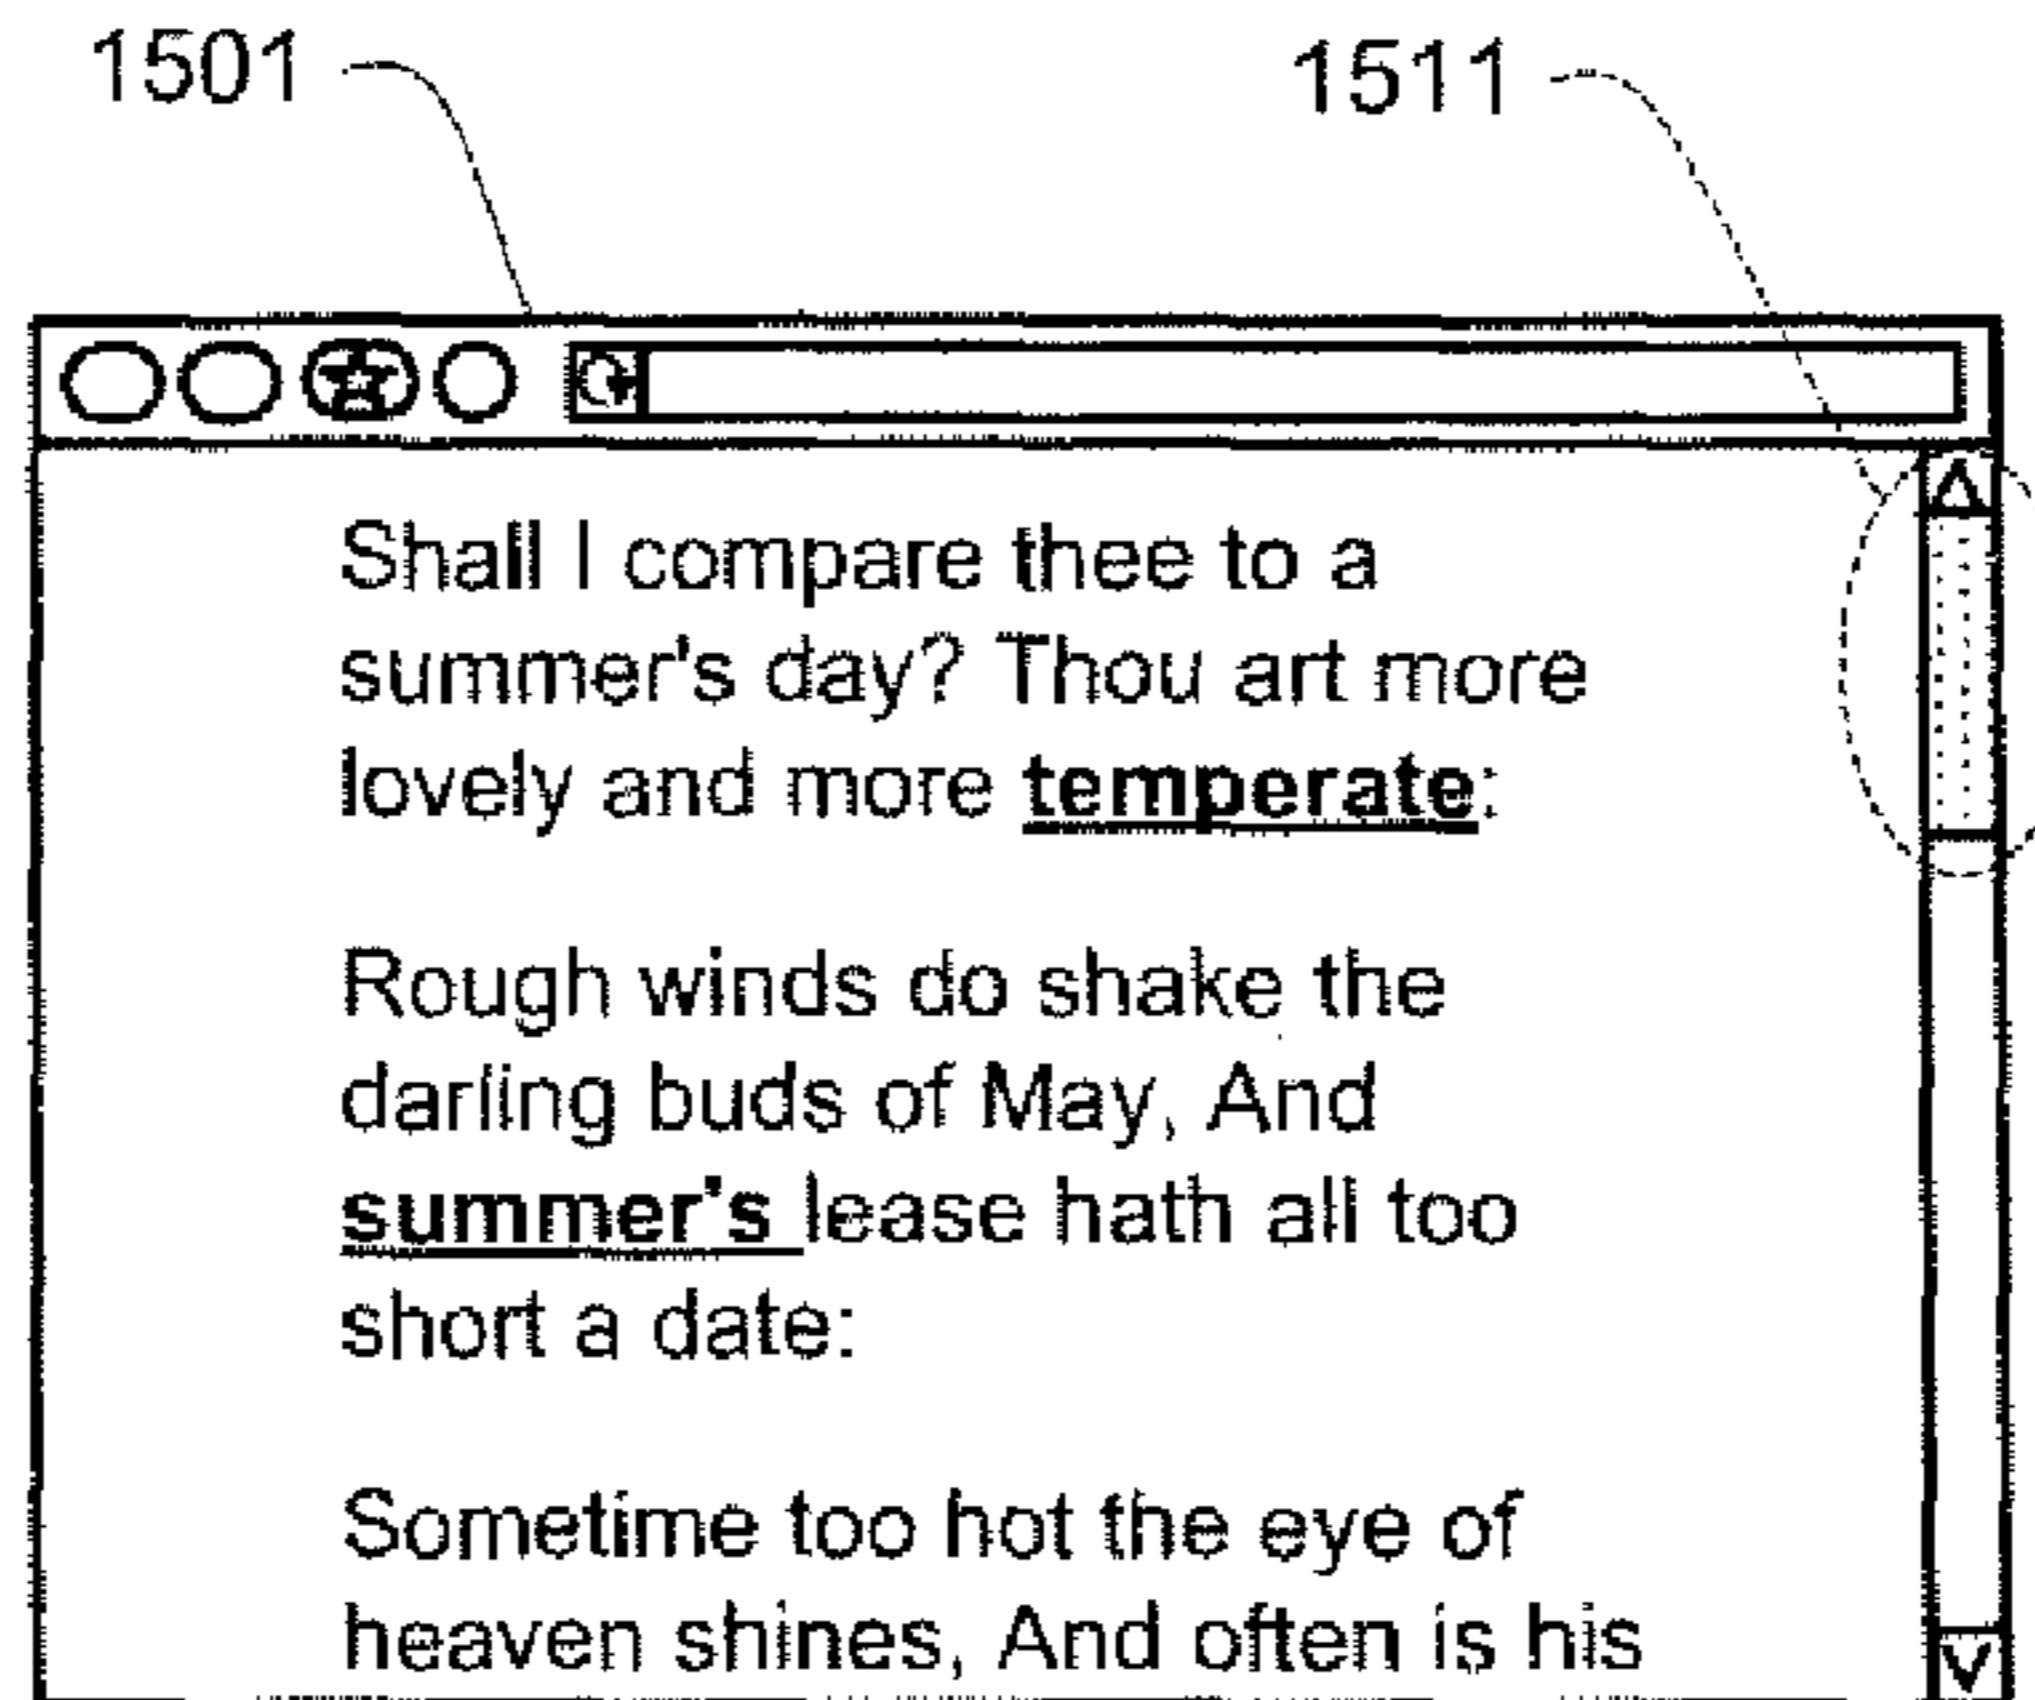 1501 1511
Shall I compare thee to a
summer's day? Thou art more
lovely and more temperate:
Rough winds do shake the
darling buds of May, And
summer's lease hath all too
short a date:
Sometime too hot the eye of
heaven shines, And often is his